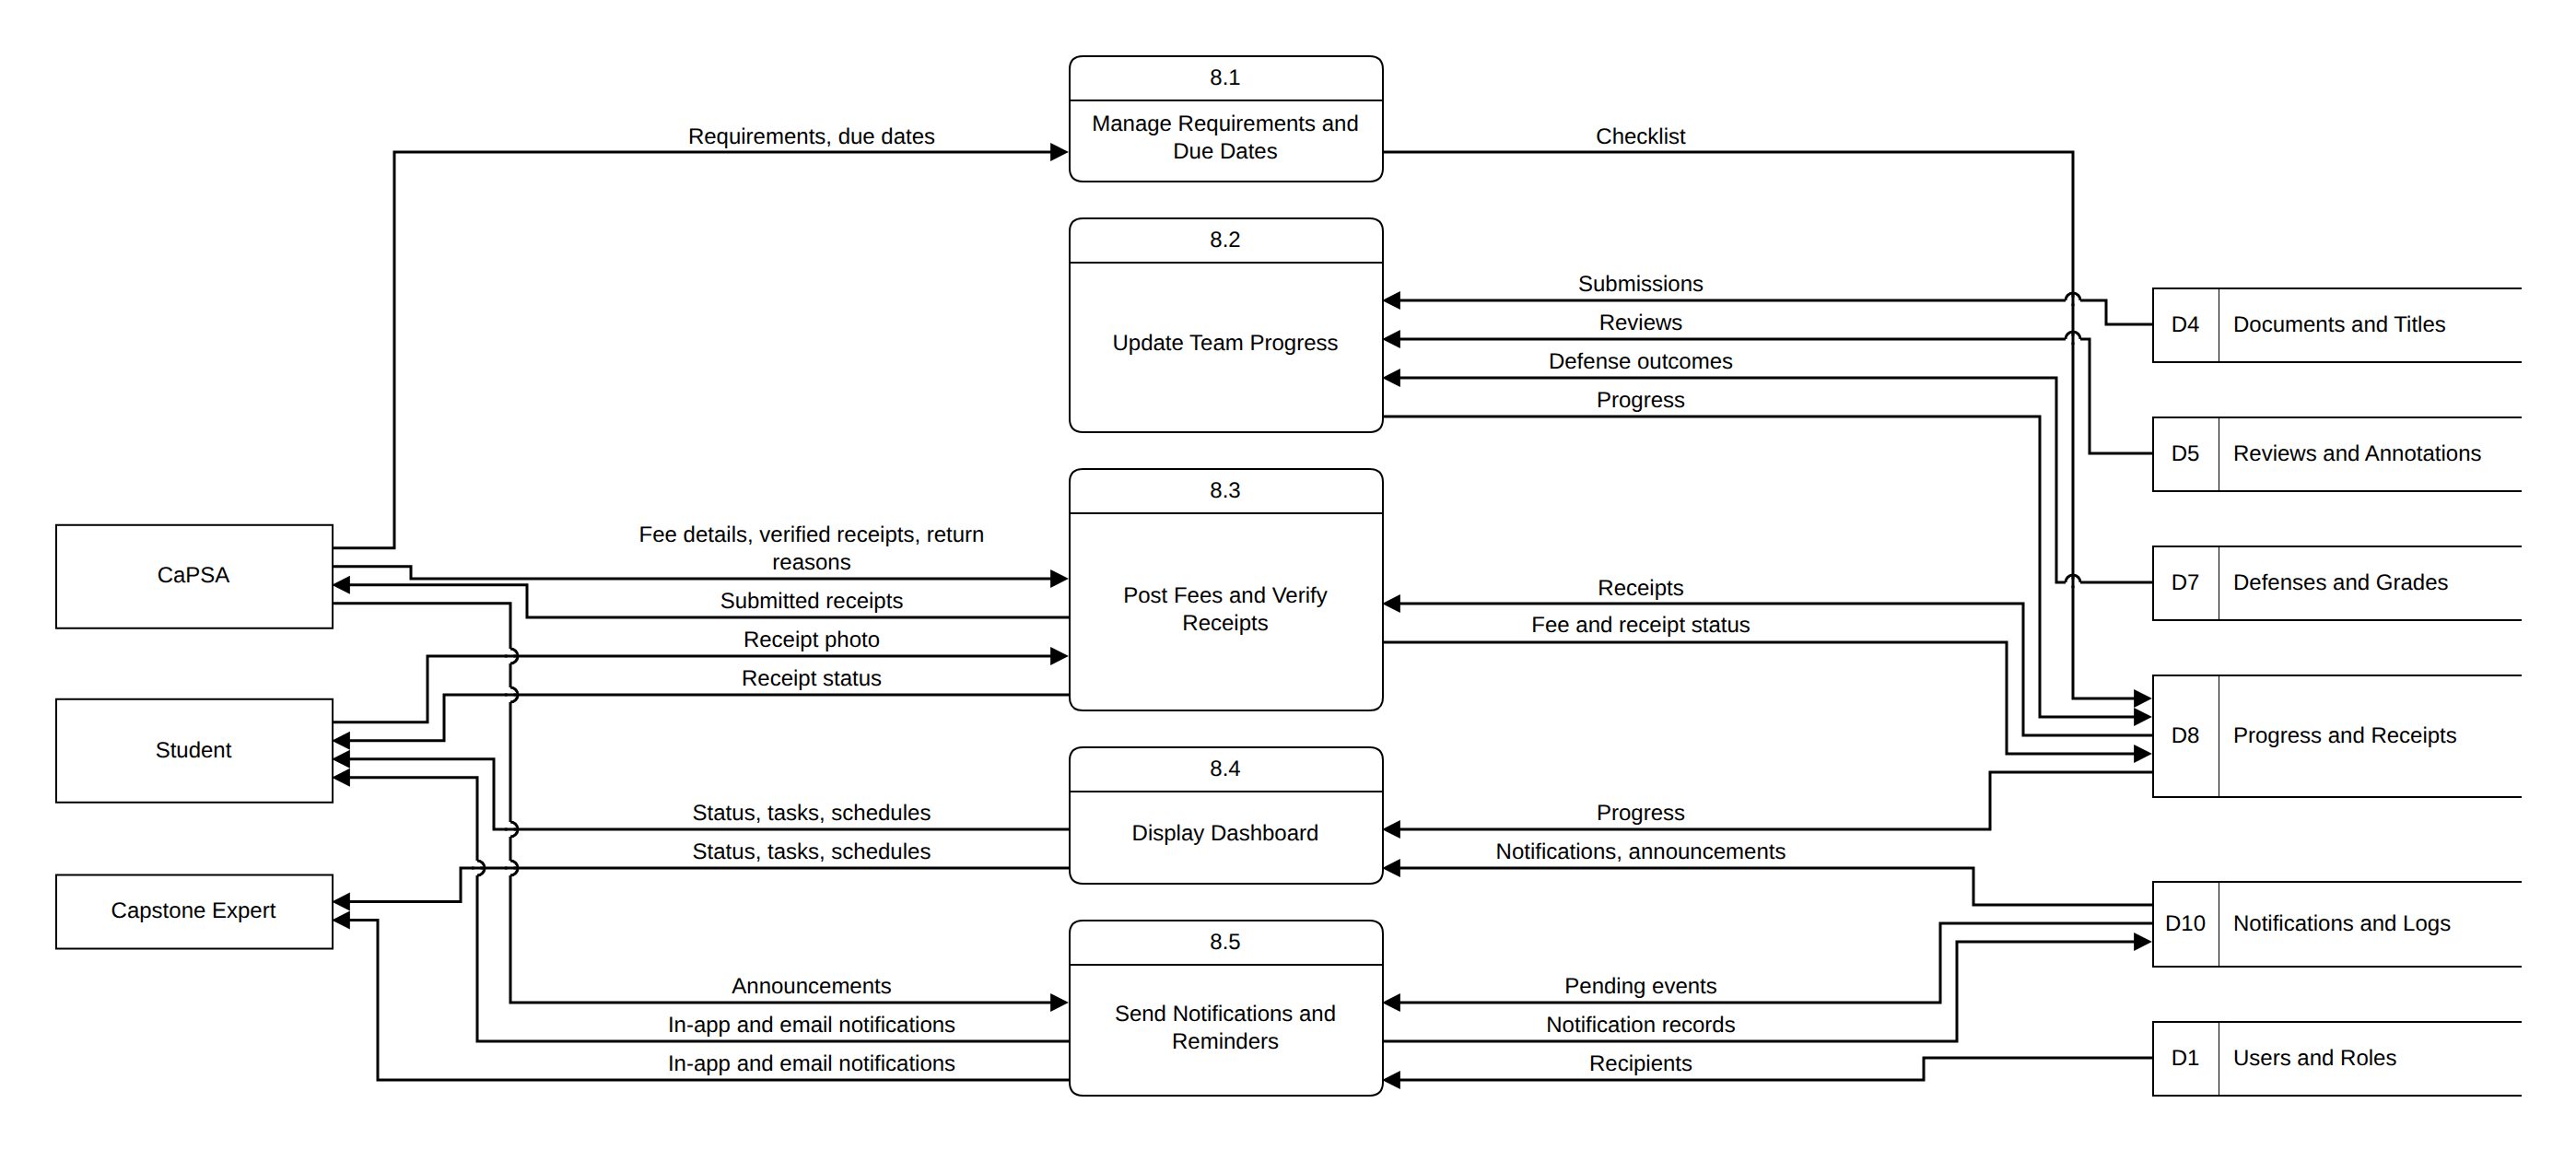 8.1
Manage Requirements and
Due Dates
Requirements, due dates
Checklist
8.2
Update Team Progress
Submissions
Reviews
Defense outcomes
Progress
D4
Documents and Titles
D5
Reviews and Annotations
D7
Defenses and Grades
D8
Progress and Receipts
D10
Notifications and Logs
D1
Users and Roles
CaPSA
Student
Capstone Expert
8.3
Post Fees and Verify
Receipts
Fee details, verified receipts, return
reasons
Submitted receipts
Receipt photo
Receipt status
Receipts
Fee and receipt status
8.4
Display Dashboard
Status, tasks, schedules
Status, tasks, schedules
Progress
Notifications, announcements
8.5
Send Notifications and
Reminders
Announcements
In-app and email notifications
In-app and email notifications
Pending events
Notification records
Recipients